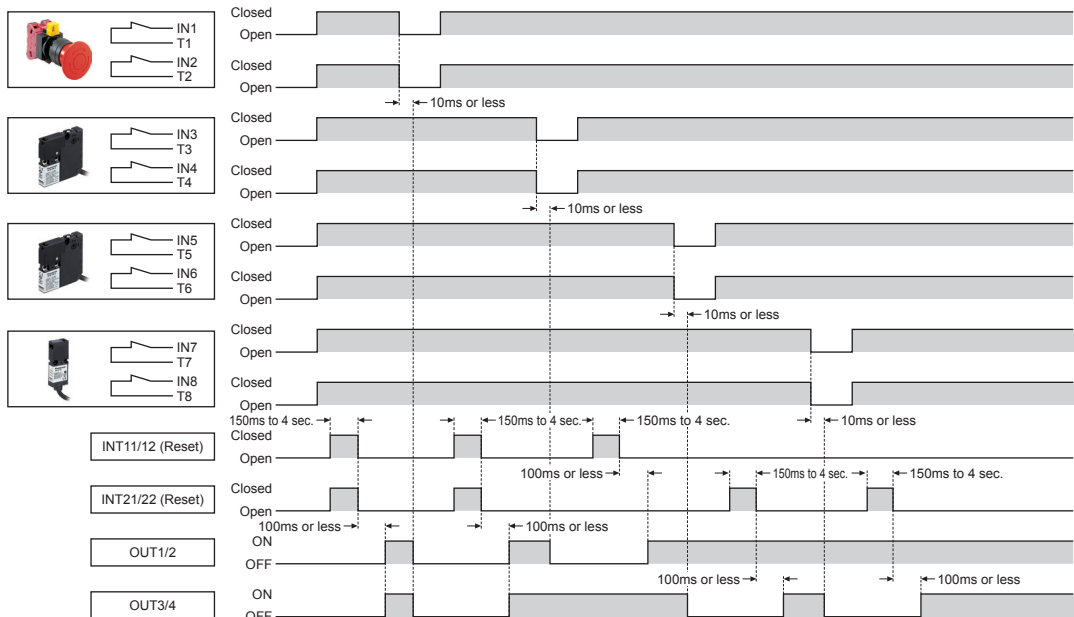 Closed
IN1
T1
Open
Closed
IN2
T2
Open
10ms or less
Closed
IN3
T3
Open
Closed
IN4
T4
Open
10ms or less
Closed
IN5
T5
Open
Closed
IN6
T6
Open
10ms or less
Closed
IN7
T7
Open
Closed
IN8
T8
Open
150ms to 4 sec. 150ms to 4 sec. 150ms to 4 sec. 10ms or less
INT11/12 (Reset)
Closed
Open
100ms or less 150ms to 4 sec. 150ms to 4 sec.
INT21/22 (Reset)
Closed
Open
100ms or less 100ms or less
OUT1/2
ON
OFF
100ms or less 100ms or less
OUT3/4
ON
OFF